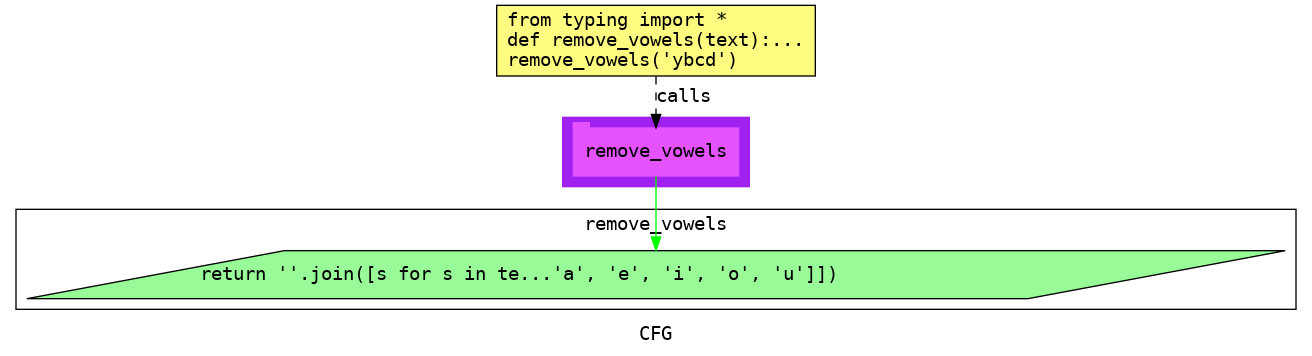 from typing import *
def remove_vowels(text):...
remove_vowels('ybcd')
calls
remove_vowels
remove_vowels
return ''.join([s for s in te...'a', 'e', 'i', 'o', 'u']])
CFG